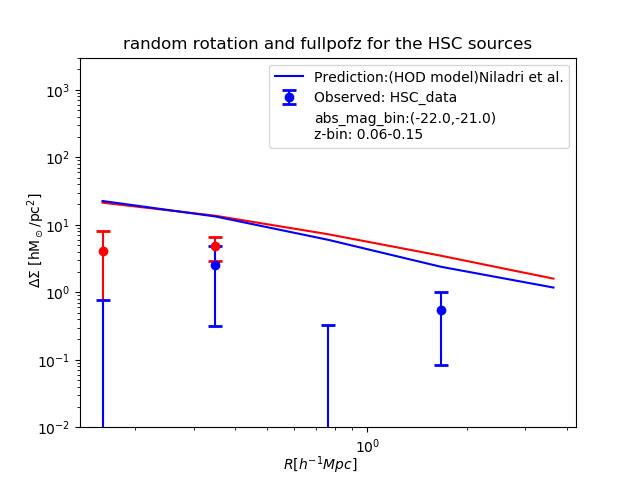 random rotation and fullpofz for the HSC sources
Prediction:(HOD model)Niladri et al.
Observed: HSC_data
abs_mag_bin:(-22.0,-21.0)
z-bin: 0.06-0.15
10³
10²
10¹
10⁰
10⁻¹
10⁻²
ΔΣ [hM☉/pc²]
10⁰
R[h⁻¹Mpc]